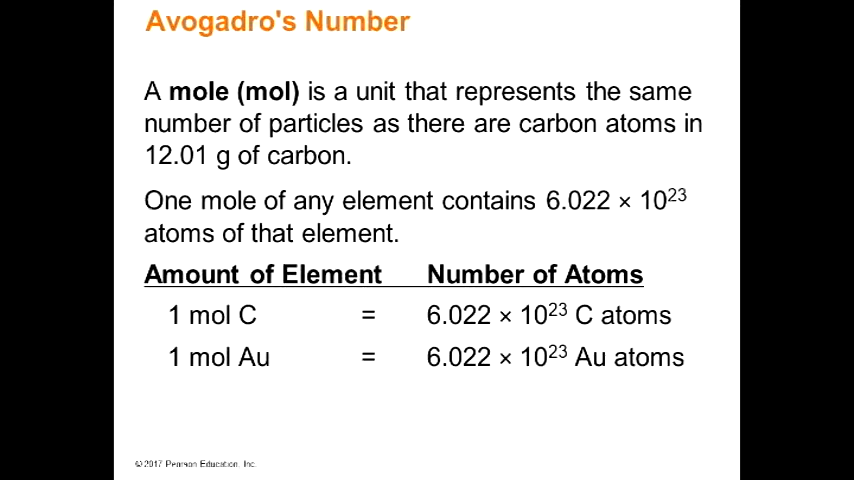 Avogadro's Number
A mole (mol) is a unit that represents the same
number of particles as there are carbon atoms in
12.01 g of carbon.
One mole of any element contains 6.022 × 10²³
atoms of that element.
Amount of Element Number of Atoms
1 mol C = 6.022 × 10²³ C atoms
1 mol Au = 6.022 × 10²³ Au atoms
© 2017 Pearson Education, Inc.